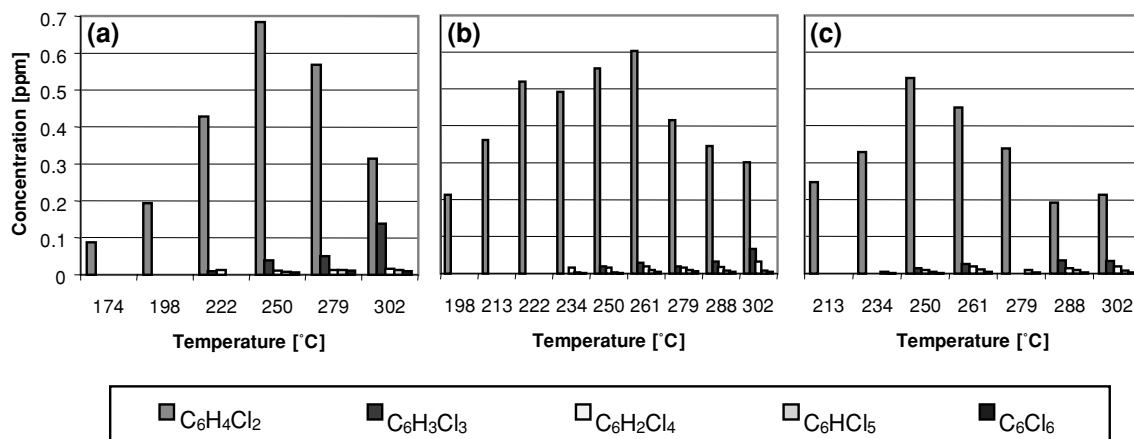 (a) (b) (c)
0.7
0.6
0.5
0.4
0.3
0.2
0.1
0
Concentration [ppm]
174 198 222 250 279 302
198 213 222 234 250 261 279 288 302
213 234 250 261 279 288 302
Temperature [˚C] Temperature [˚C] Temperature [˚C]
C₆H₄Cl₂ C₆H₃Cl₃ C₆H₂Cl₄ C₆HCl₅ C₆Cl₆